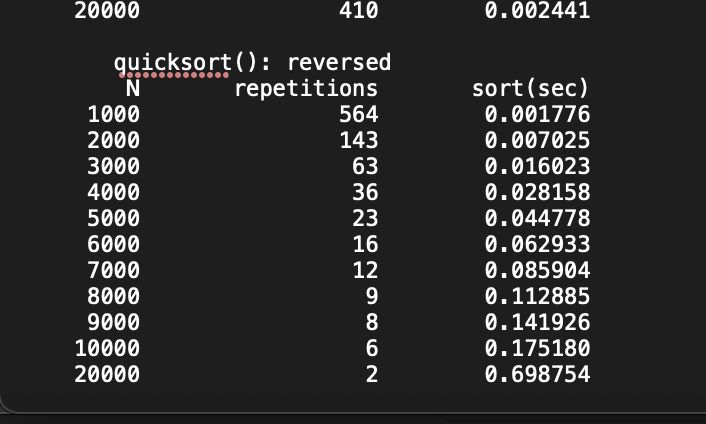 20000 410 0.002441
quicksort(): reversed
N repetitions sort(sec)
1000 564 0.001776
2000 143 0.007025
3000 63 0.016023
4000 36 0.028158
5000 23 0.044778
6000 16 0.062933
7000 12 0.085904
8000 9 0.112885
9000 8 0.141926
10000 6 0.175180
20000 2 0.698754